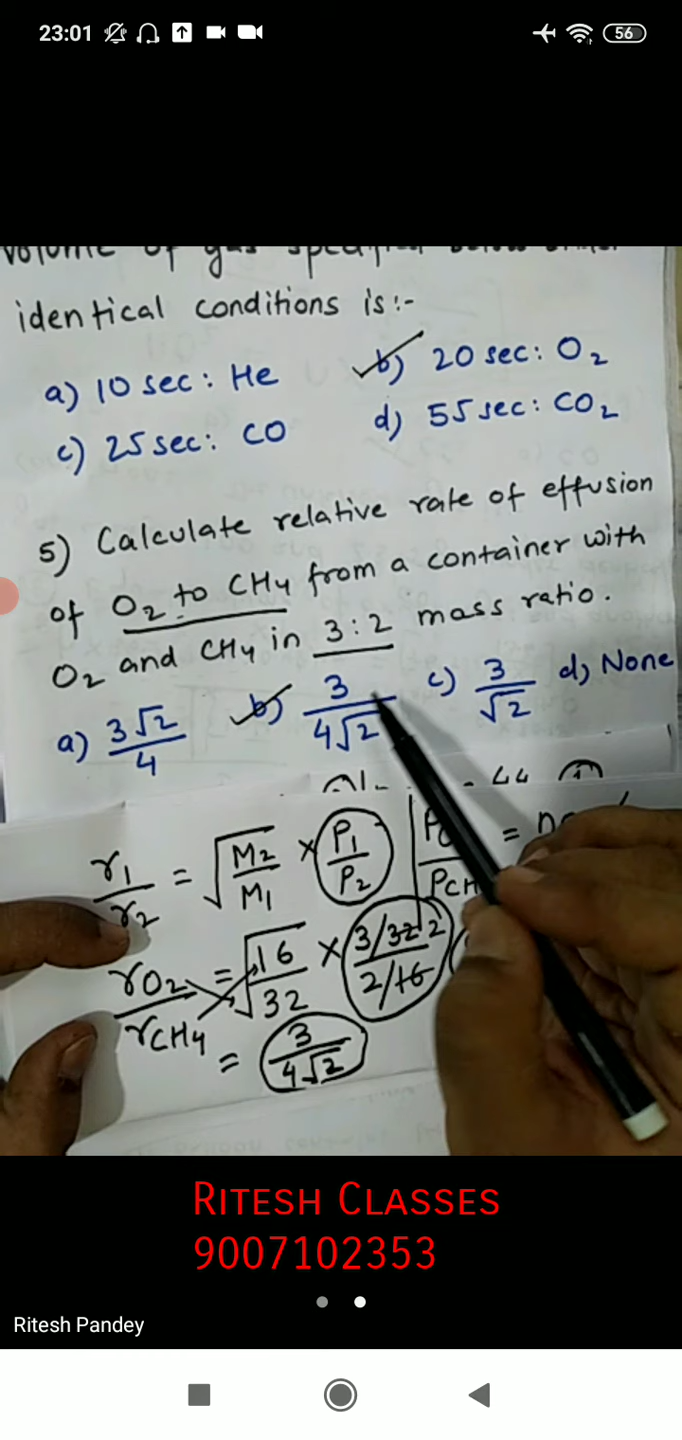 23:01
56
identical conditions is:-
a) 10 sec: He b) 20 sec: O₂
c) 25 sec: CO d) 55 sec: CO₂
5) Calculate relative rate of effusion
of O₂ to CH₄ from a container with
O₂ and CH₄ in 3:2 mass ratio.
a) 3√2/4 b) 3/4√2 c) 3/√2 d) None
r₁/r₂ = √M₂/M₁ × P₁/P₂
rO₂/rCH₄ = √16/32 × 3/32/2/16
= 3/4√2
RITESH CLASSES
9007102353
Ritesh Pandey